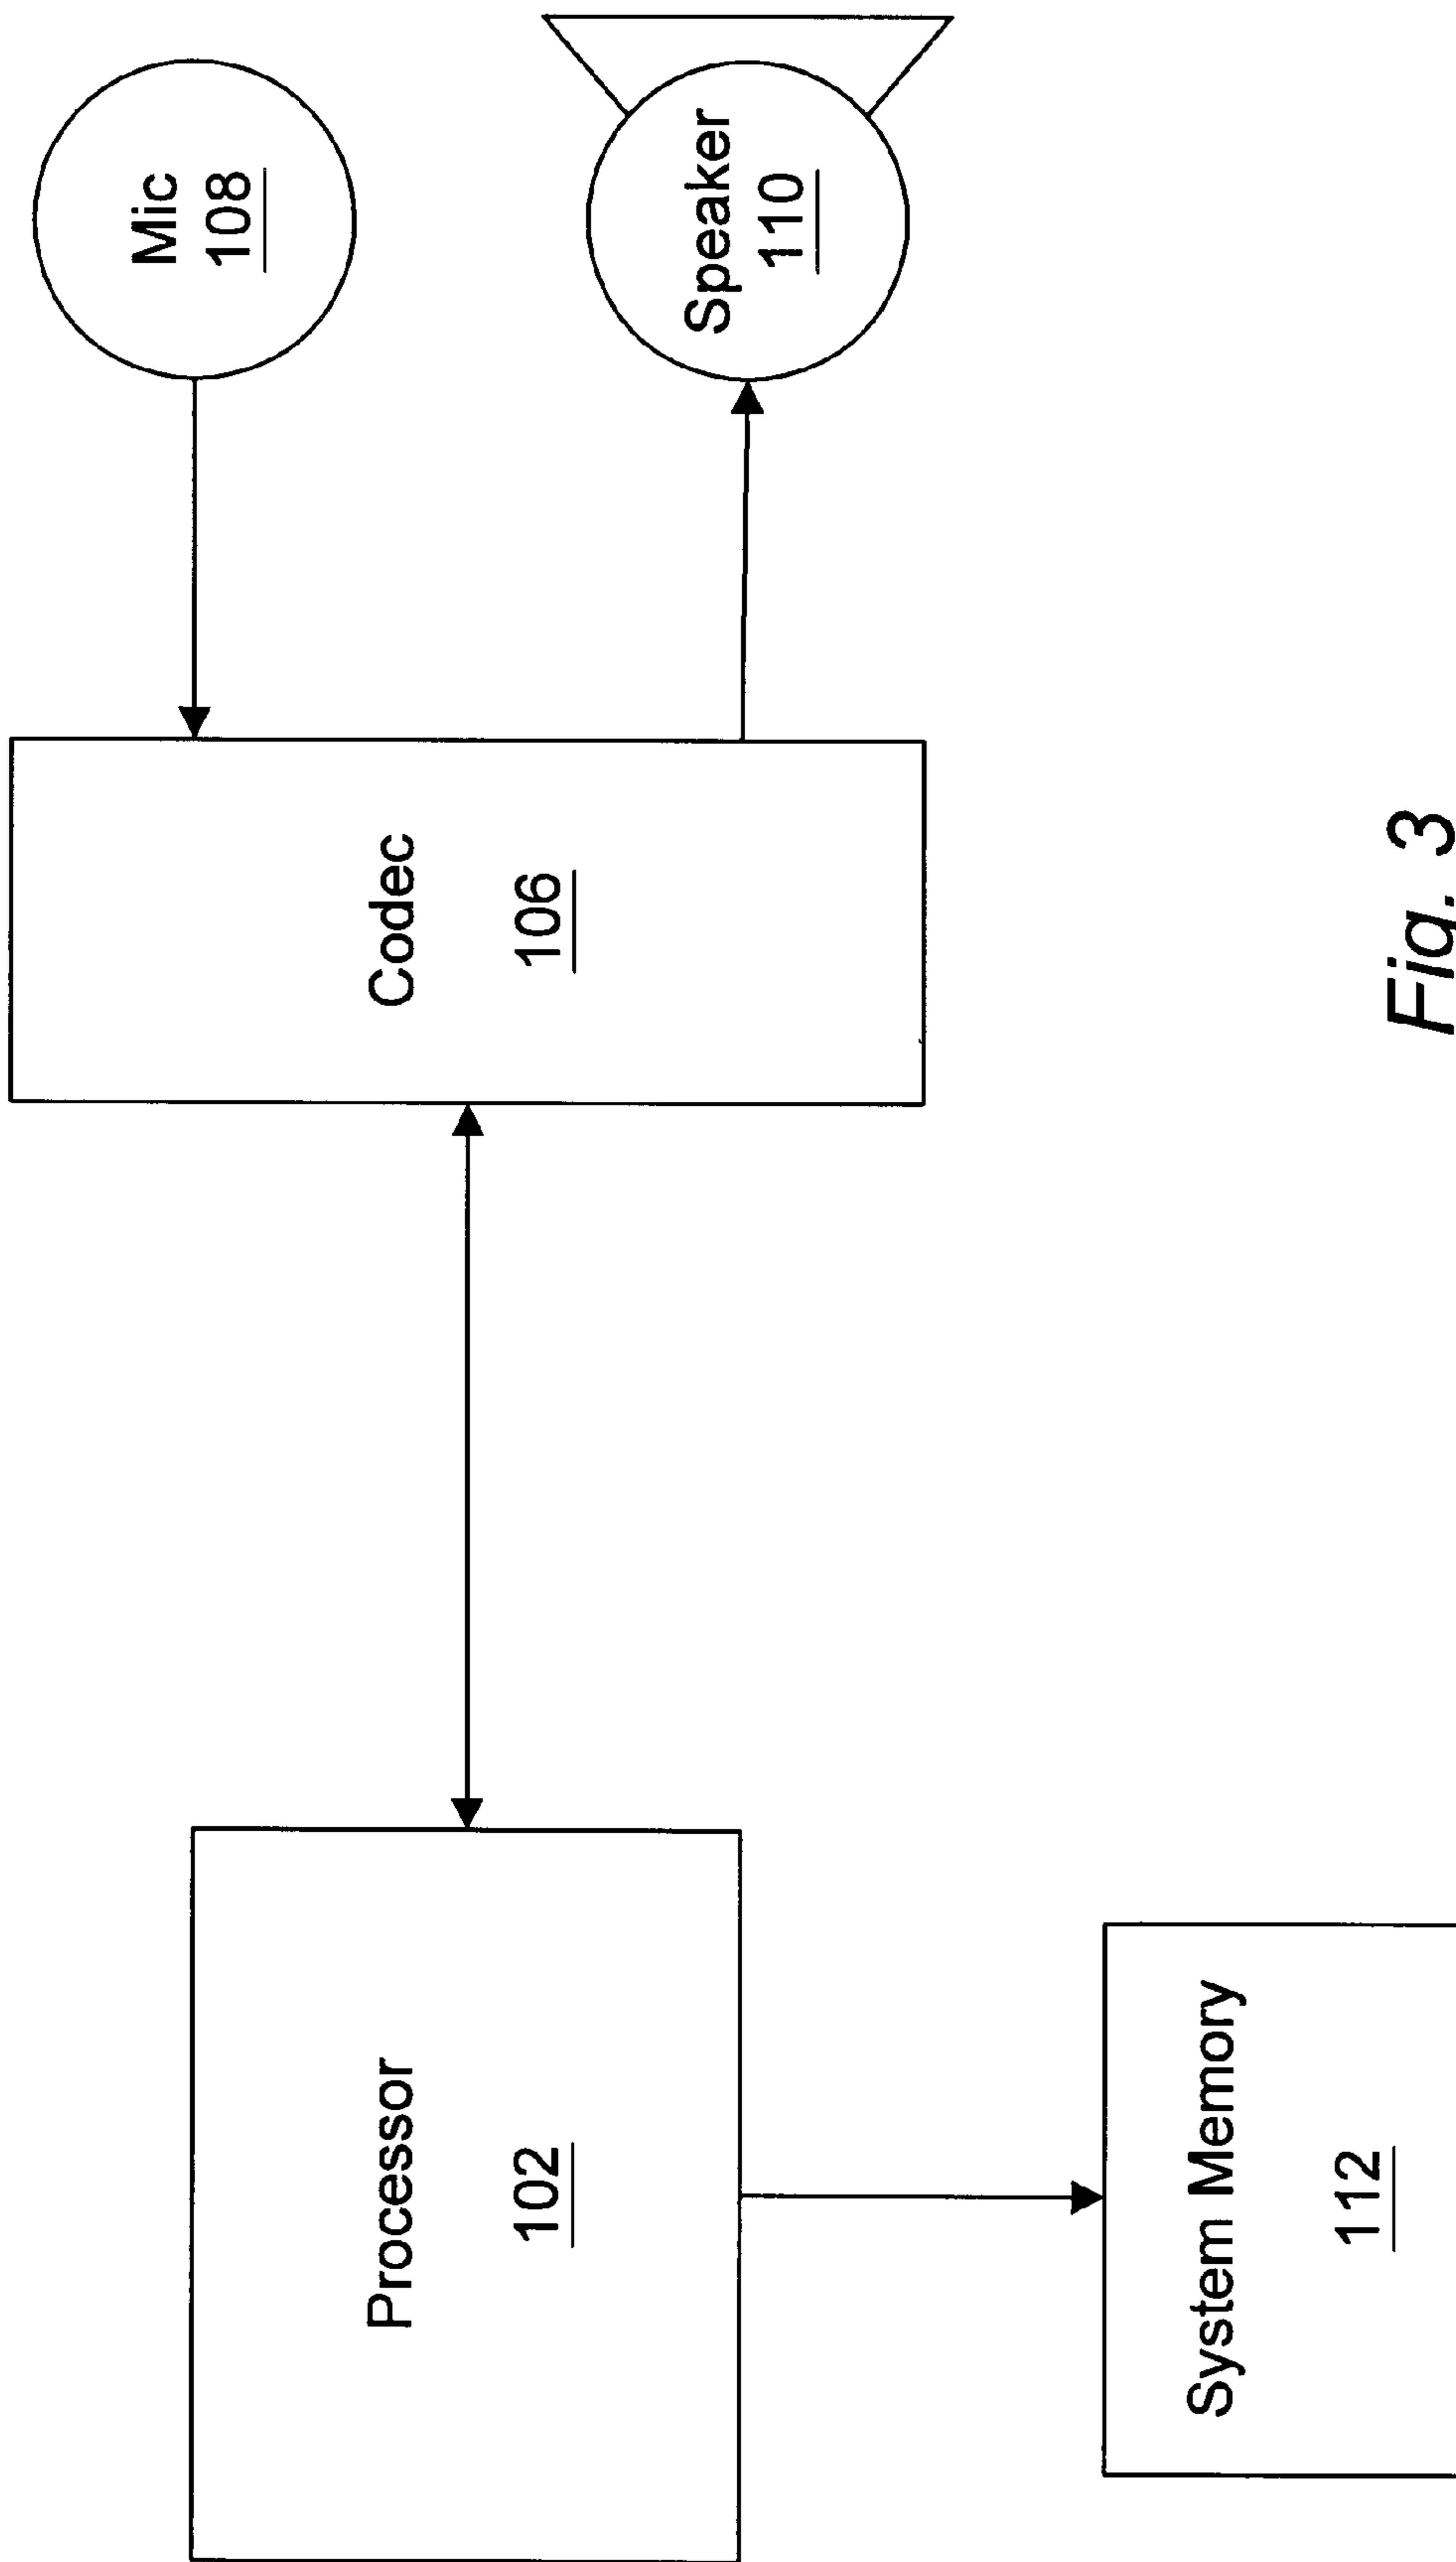 Processor
102
System Memory
112
Codec
106
Mic
108
Speaker
110
Fig. 3